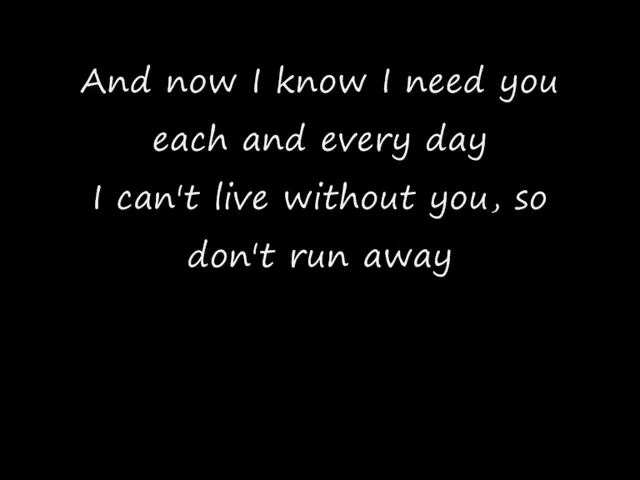 And now I know I need you
each and every day
I can't live without you, so
don't run away